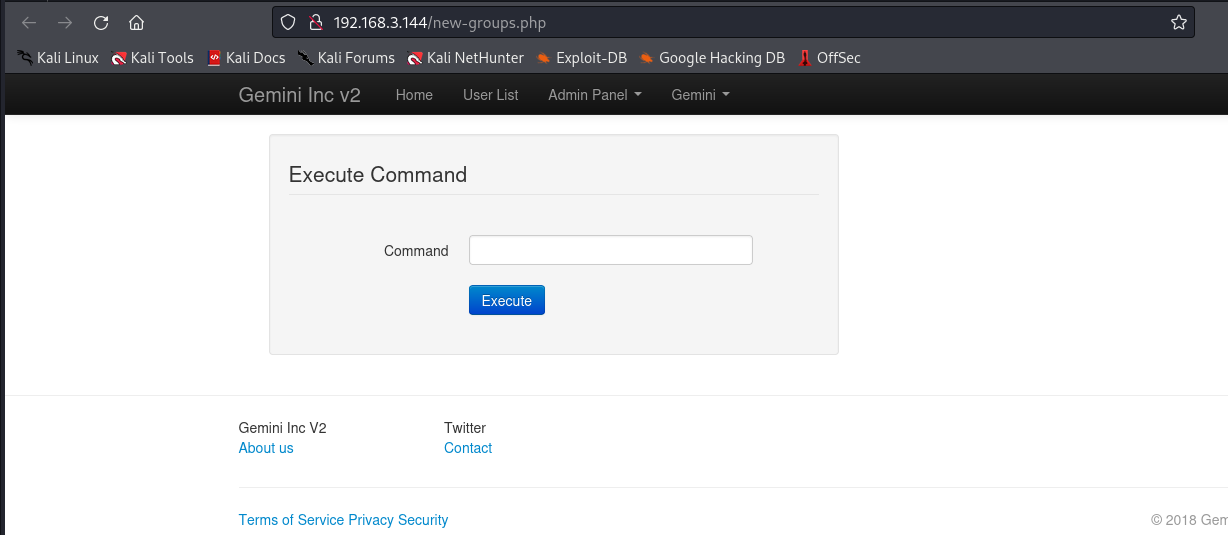 192.168.3.144/new-groups.php
Kali Linux Kali Tools Kali Docs Kali Forums Kali NetHunter Exploit-DB Google Hacking DB OffSec
Gemini Inc v2 Home User List Admin Panel Gemini
Execute Command
Command
Execute
Gemini Inc V2 Twitter
About us Contact
Terms of Service Privacy Security © 2018 Gem